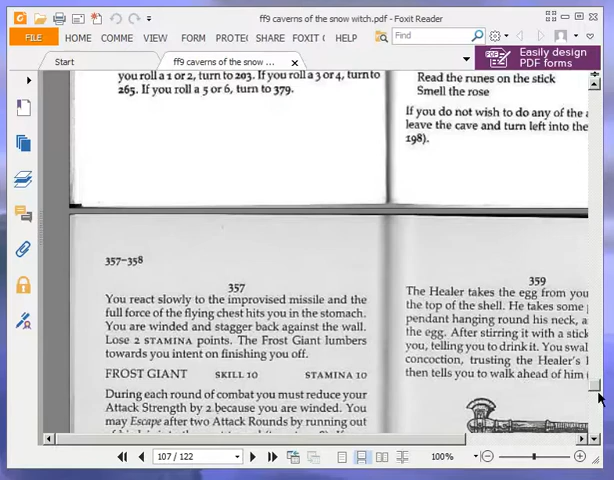 ff9 caverns of the snow witch.pdf - Foxit Reader
FILE HOME COMME VIEW FORM PROTE SHARE FOXIT C HELP Find
Start ff9 caverns of the snow ... Easily design PDF forms
you roll a 1 or 2, turn to 203. If you roll a 3 or 4, turn to
265. If you roll a 5 or 6, turn to 379.
Read the runes on the stick
Smell the rose
If you do not wish to do any of the a
leave the cave and turn left into the
198).
357–358
357
You react slowly to the improvised missile and the
full force of the flying chest hits you in the stomach.
You are winded and stagger back against the wall.
Lose 2 STAMINA points. The Frost Giant lumbers
towards you intent on finishing you off.
FROST GIANT SKILL 10 STAMINA 10
During each round of combat you must reduce your
Attack Strength by 2 because you are winded. You
may Escape after two Attack Rounds by running out
359
The Healer takes the egg from you
the top of the shell. He takes some
pendant hanging round his neck, a
the egg. After stirring it with a stick
you, telling you to drink it. You swal
concoction, trusting the Healer's
then tells you to walk ahead of him
107 / 122 100%